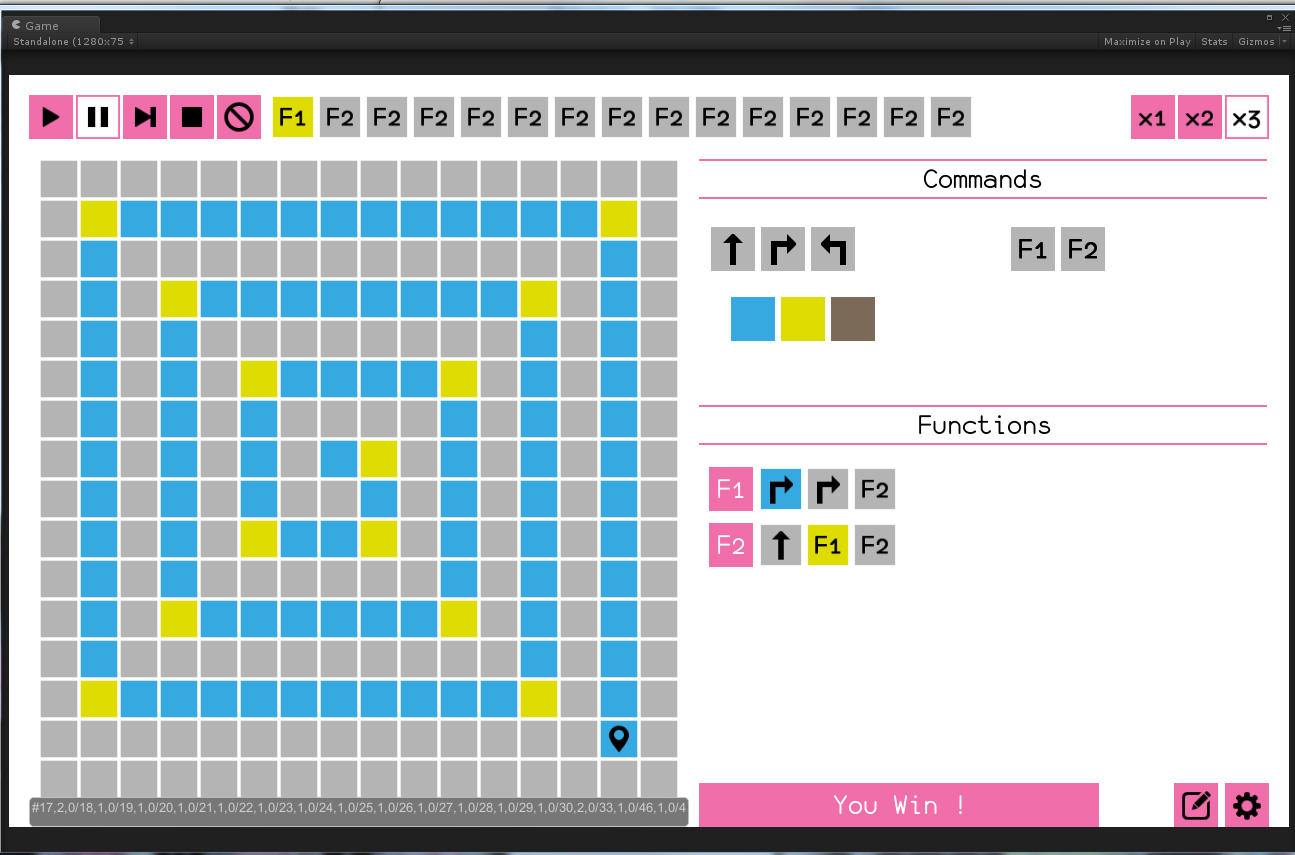 Game
Standalone (1280x75
Maximize on Play Stats Gizmos
F1 F2 F2 F2 F2 F2 F2 F2 F2 F2 F2 F2 F2 F2 F2
x1 x2 x3
Commands
F1 F2
Functions
F1 F2
F2 F1 F2
#17,2,0/18,1,0/19,1,0/20,1,0/21,1,0/22,1,0/23,1,0/24,1,0/25,1,0/26,1,0/27,1,0/28,1,0/29,1,0/30,2,0/33,1,0/46,1,0/4
You Win !